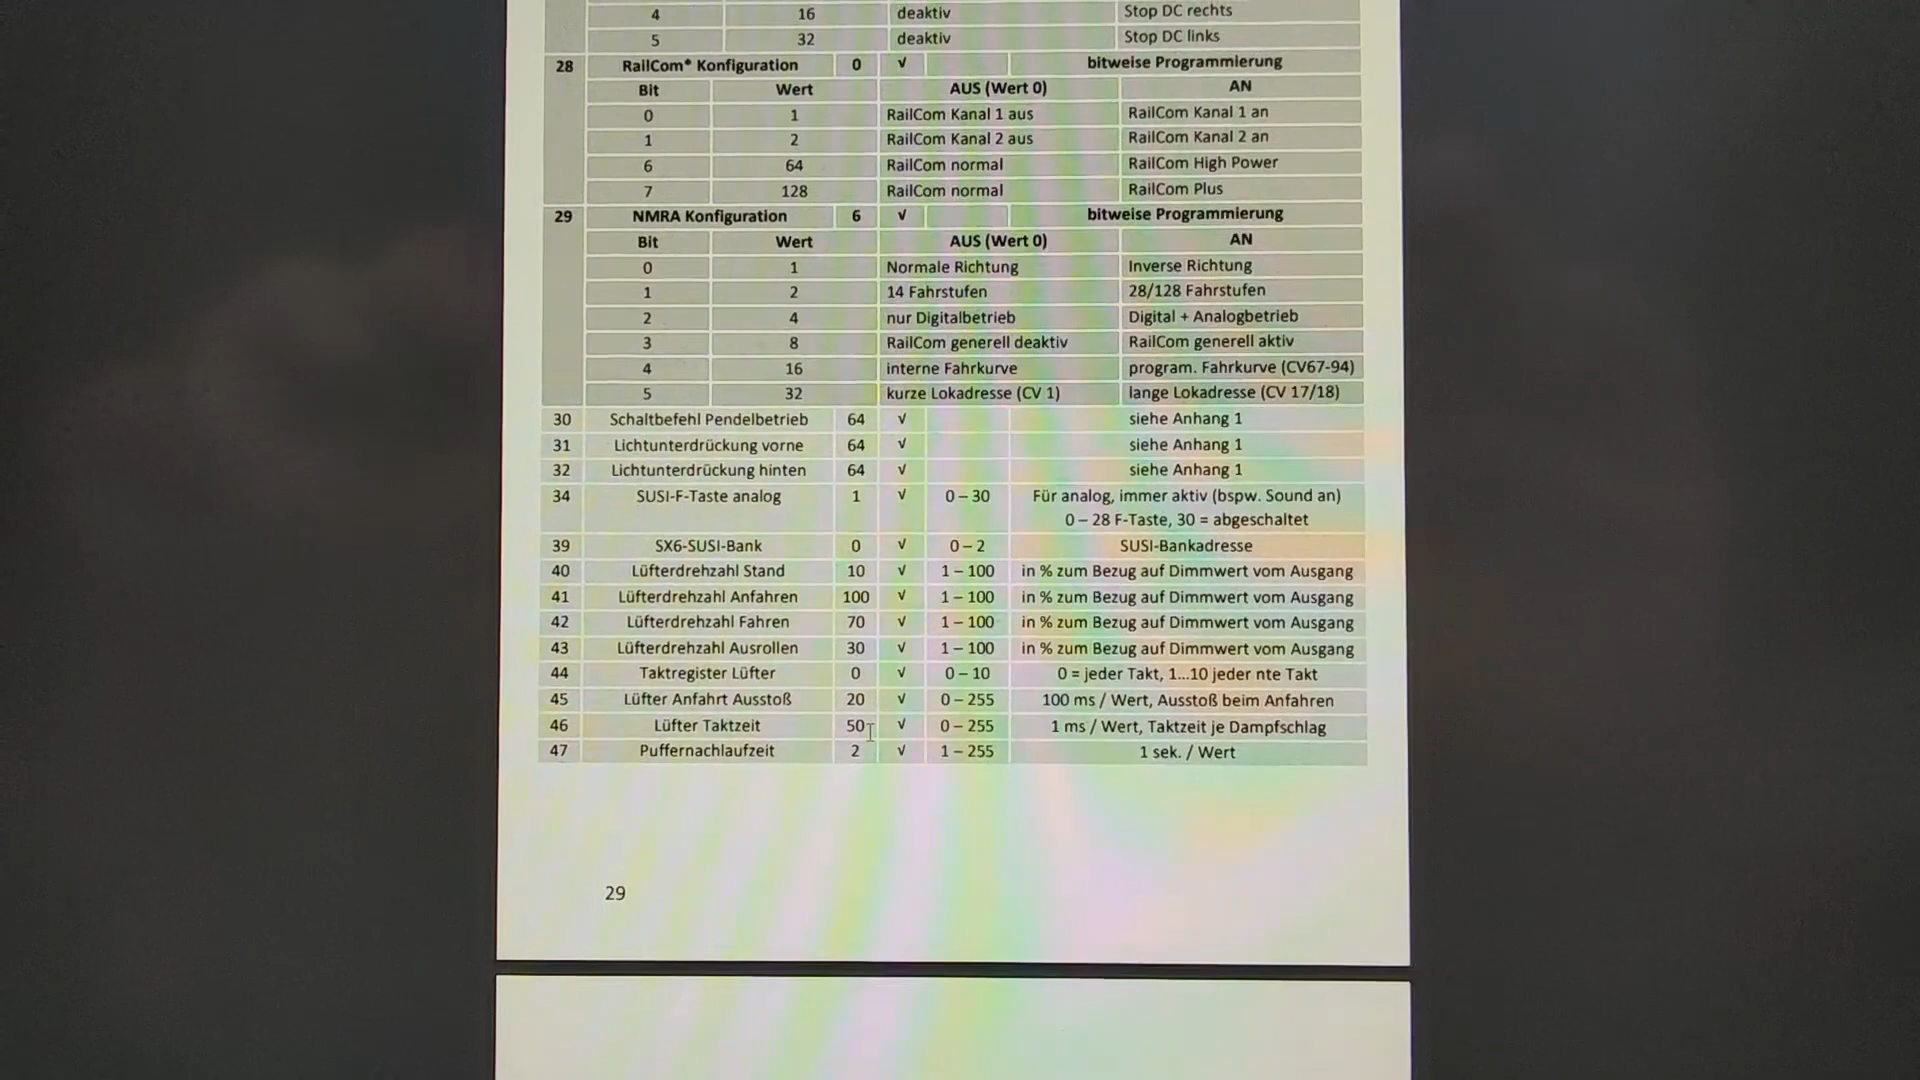 4 16 deaktiv Stop DC rechts
5 32 deaktiv Stop DC links
28 RailCom® Konfiguration 0 √ bitweise Programmierung
Bit Wert AUS (Wert 0) AN
0 1 RailCom Kanal 1 aus RailCom Kanal 1 an
1 2 RailCom Kanal 2 aus RailCom Kanal 2 an
6 64 RailCom normal RailCom High Power
7 128 RailCom normal RailCom Plus
29 NMRA Konfiguration 6 √ bitweise Programmierung
Bit Wert AUS (Wert 0) AN
0 1 Normale Richtung Inverse Richtung
1 2 14 Fahrstufen 28/128 Fahrstufen
2 4 nur Digitalbetrieb Digital + Analogbetrieb
3 8 RailCom generell deaktiv RailCom generell aktiv
4 16 interne Fahrkurve program. Fahrkurve (CV67-94)
5 32 kurze Lokadresse (CV 1) lange Lokadresse (CV 17/18)
30 Schaltbefehl Pendelbetrieb 64 √ siehe Anhang 1
31 Lichtunterdrückung vorne 64 √ siehe Anhang 1
32 Lichtunterdrückung hinten 64 √ siehe Anhang 1
34 SUSI-F-Taste analog 1 √ 0 – 30 Für analog, immer aktiv (bspw. Sound an)
0 – 28 F-Taste, 30 = abgeschaltet
39 SX6-SUSI-Bank 0 √ 0 – 2 SUSI-Bankadresse
40 Lüfterdrehzahl Stand 10 √ 1 – 100 in % zum Bezug auf Dimmwert vom Ausgang
41 Lüfterdrehzahl Anfahren 100 √ 1 – 100 in % zum Bezug auf Dimmwert vom Ausgang
42 Lüfterdrehzahl Fahren 70 √ 1 – 100 in % zum Bezug auf Dimmwert vom Ausgang
43 Lüfterdrehzahl Ausrollen 30 √ 1 – 100 in % zum Bezug auf Dimmwert vom Ausgang
44 Taktregister Lüfter 0 √ 0 – 10 0 = jeder Takt, 1...10 jeder nte Takt
45 Lüfter Anfahrt Ausstoß 20 √ 0 – 255 100 ms / Wert, Ausstoß beim Anfahren
46 Lüfter Taktzeit 50 √ 0 – 255 1 ms / Wert, Taktzeit je Dampfschlag
47 Puffernachlaufzeit 2 √ 1 – 255 1 sek. / Wert
29